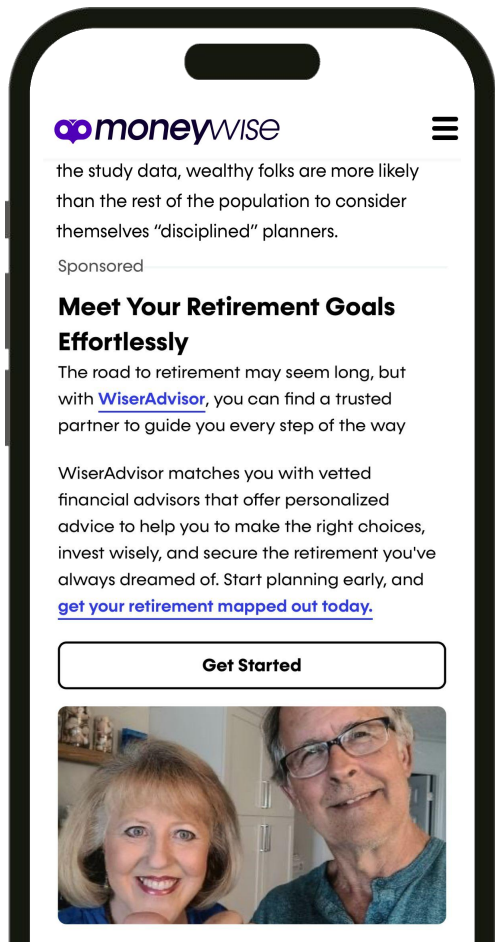 moneywise
the study data, wealthy folks are more likely
than the rest of the population to consider
themselves “disciplined” planners.
Sponsored
Meet Your Retirement Goals
Effortlessly
The road to retirement may seem long, but
with WiserAdvisor, you can find a trusted
partner to guide you every step of the way
WiserAdvisor matches you with vetted
financial advisors that offer personalized
advice to help you to make the right choices,
invest wisely, and secure the retirement you've
always dreamed of. Start planning early, and
get your retirement mapped out today.
Get Started